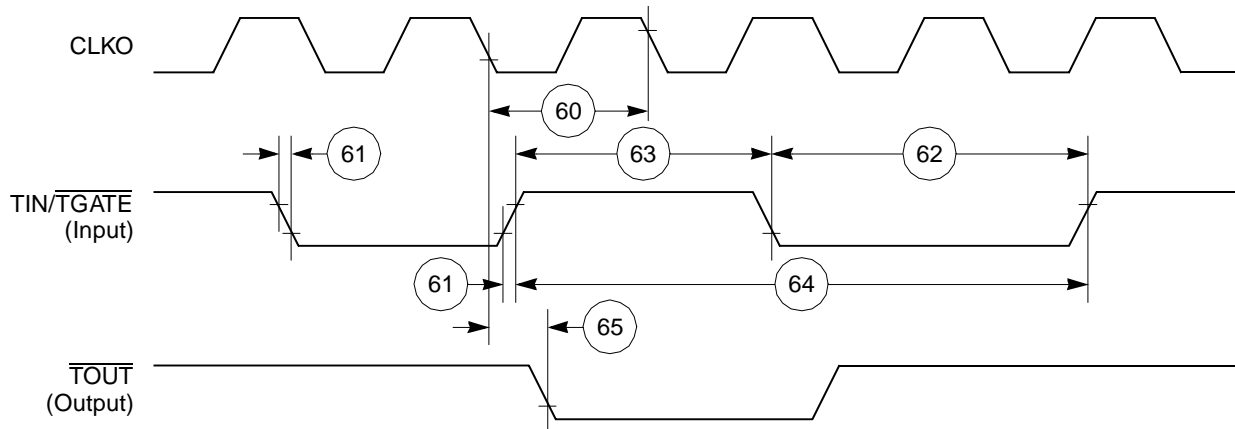 CLKO
60
61
63
62
TIN/TGATE
(Input)
61
64
65
TOUT
(Output)